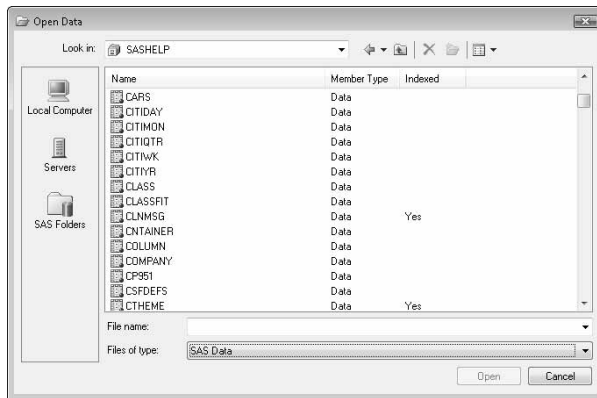 Open Data
Look in: SASHELP
Local Computer
Servers
SAS Folders
Name Member Type Indexed
CARS Data
CITIDAY Data
CITIMON Data
CITIQTR Data
CITIWK Data
CITIYR Data
CLASS Data
CLASSFIT Data
CLNMSG Data Yes
CNTAINER Data
COLUMN Data
COMPANY Data
CP951 Data
CSFDEFS Data
CTHEME Data Yes
File name:
Files of type: SAS Data
Open Cancel